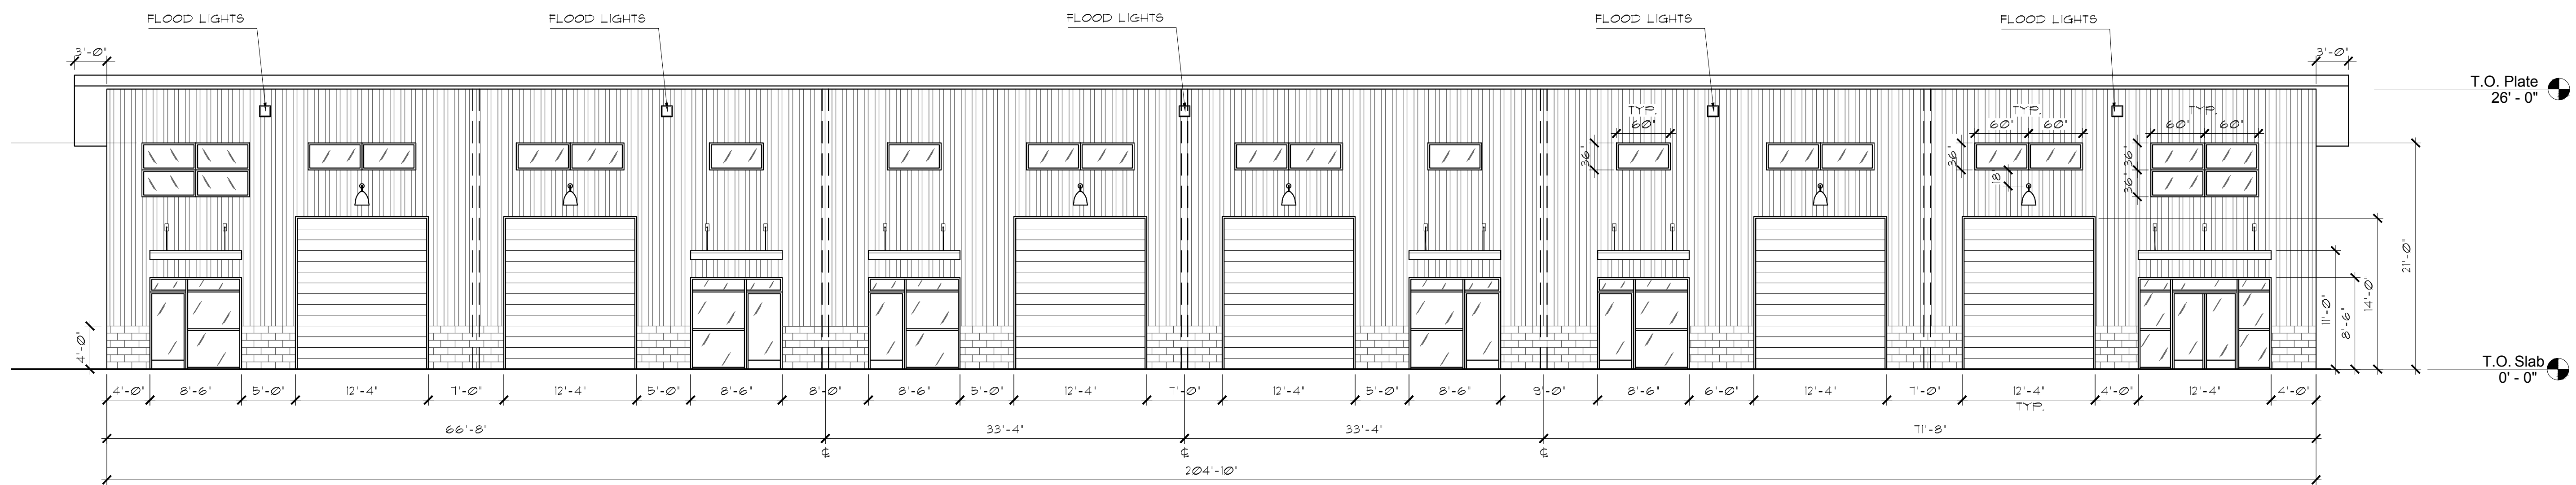 FLOOD LIGHTS
FLOOD LIGHTS
FLOOD LIGHTS
FLOOD LIGHTS
FLOOD LIGHTS
3'-0"
3'-0"
T.O. Plate
26' - 0"
TYP.
60"
36"
TYP.
60" 60"
36"
18"
TYP.
60" 60"
36"
36"
21'-0"
14'-0"
11'-0"
8'-6"
4'-0"
T.O. Slab
0' - 0"
4'-0" 8'-6" 5'-0" 12'-4" 7'-0" 12'-4" 5'-0" 8'-6" 8'-0" 8'-6" 5'-0" 12'-4" 7'-0" 12'-4" 5'-0" 8'-6" 9'-0" 8'-6" 6'-0" 12'-4" 7'-0" 12'-4" 4'-0" 12'-4" 4'-0"
TYP.
66'-8" 33'-4" 33'-4" 71'-8"
℄ ℄ ℄
204'-10"